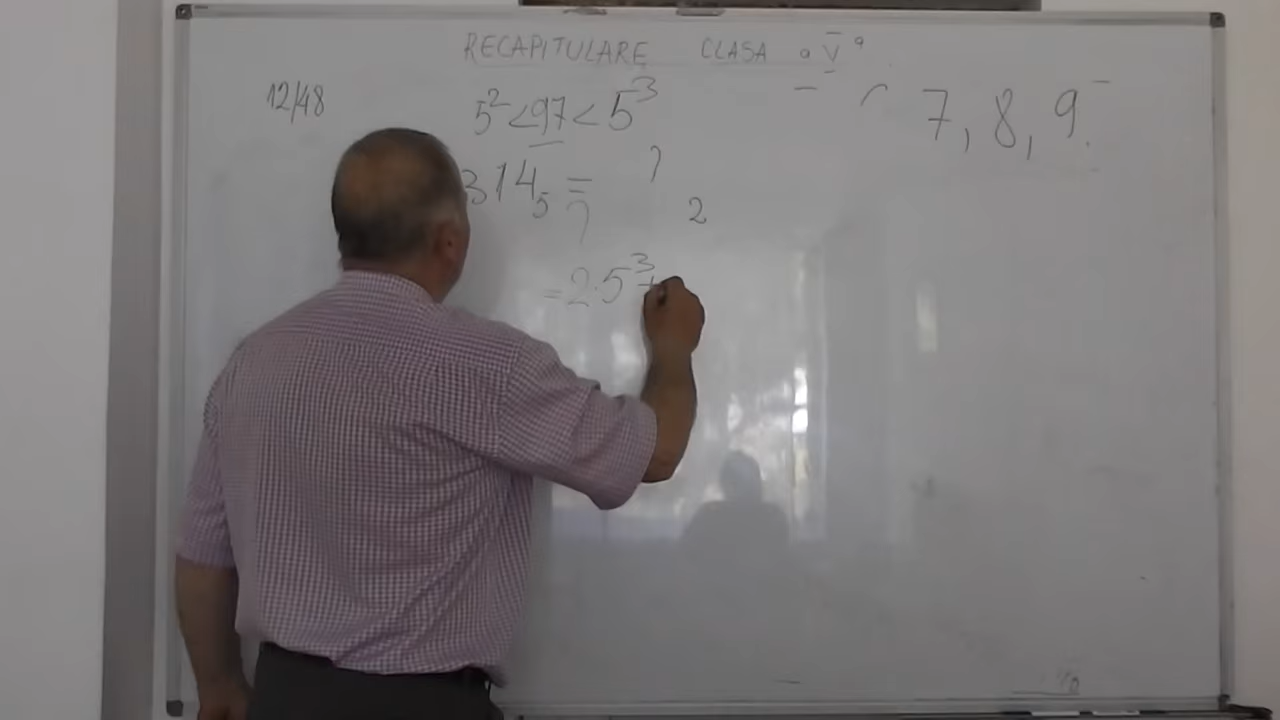 RECAPITULARE CLASA a V a
12/48
5² < 97 < 5³
7, 8, 9.
314₅ = ?
?
2
= 2·5³ +